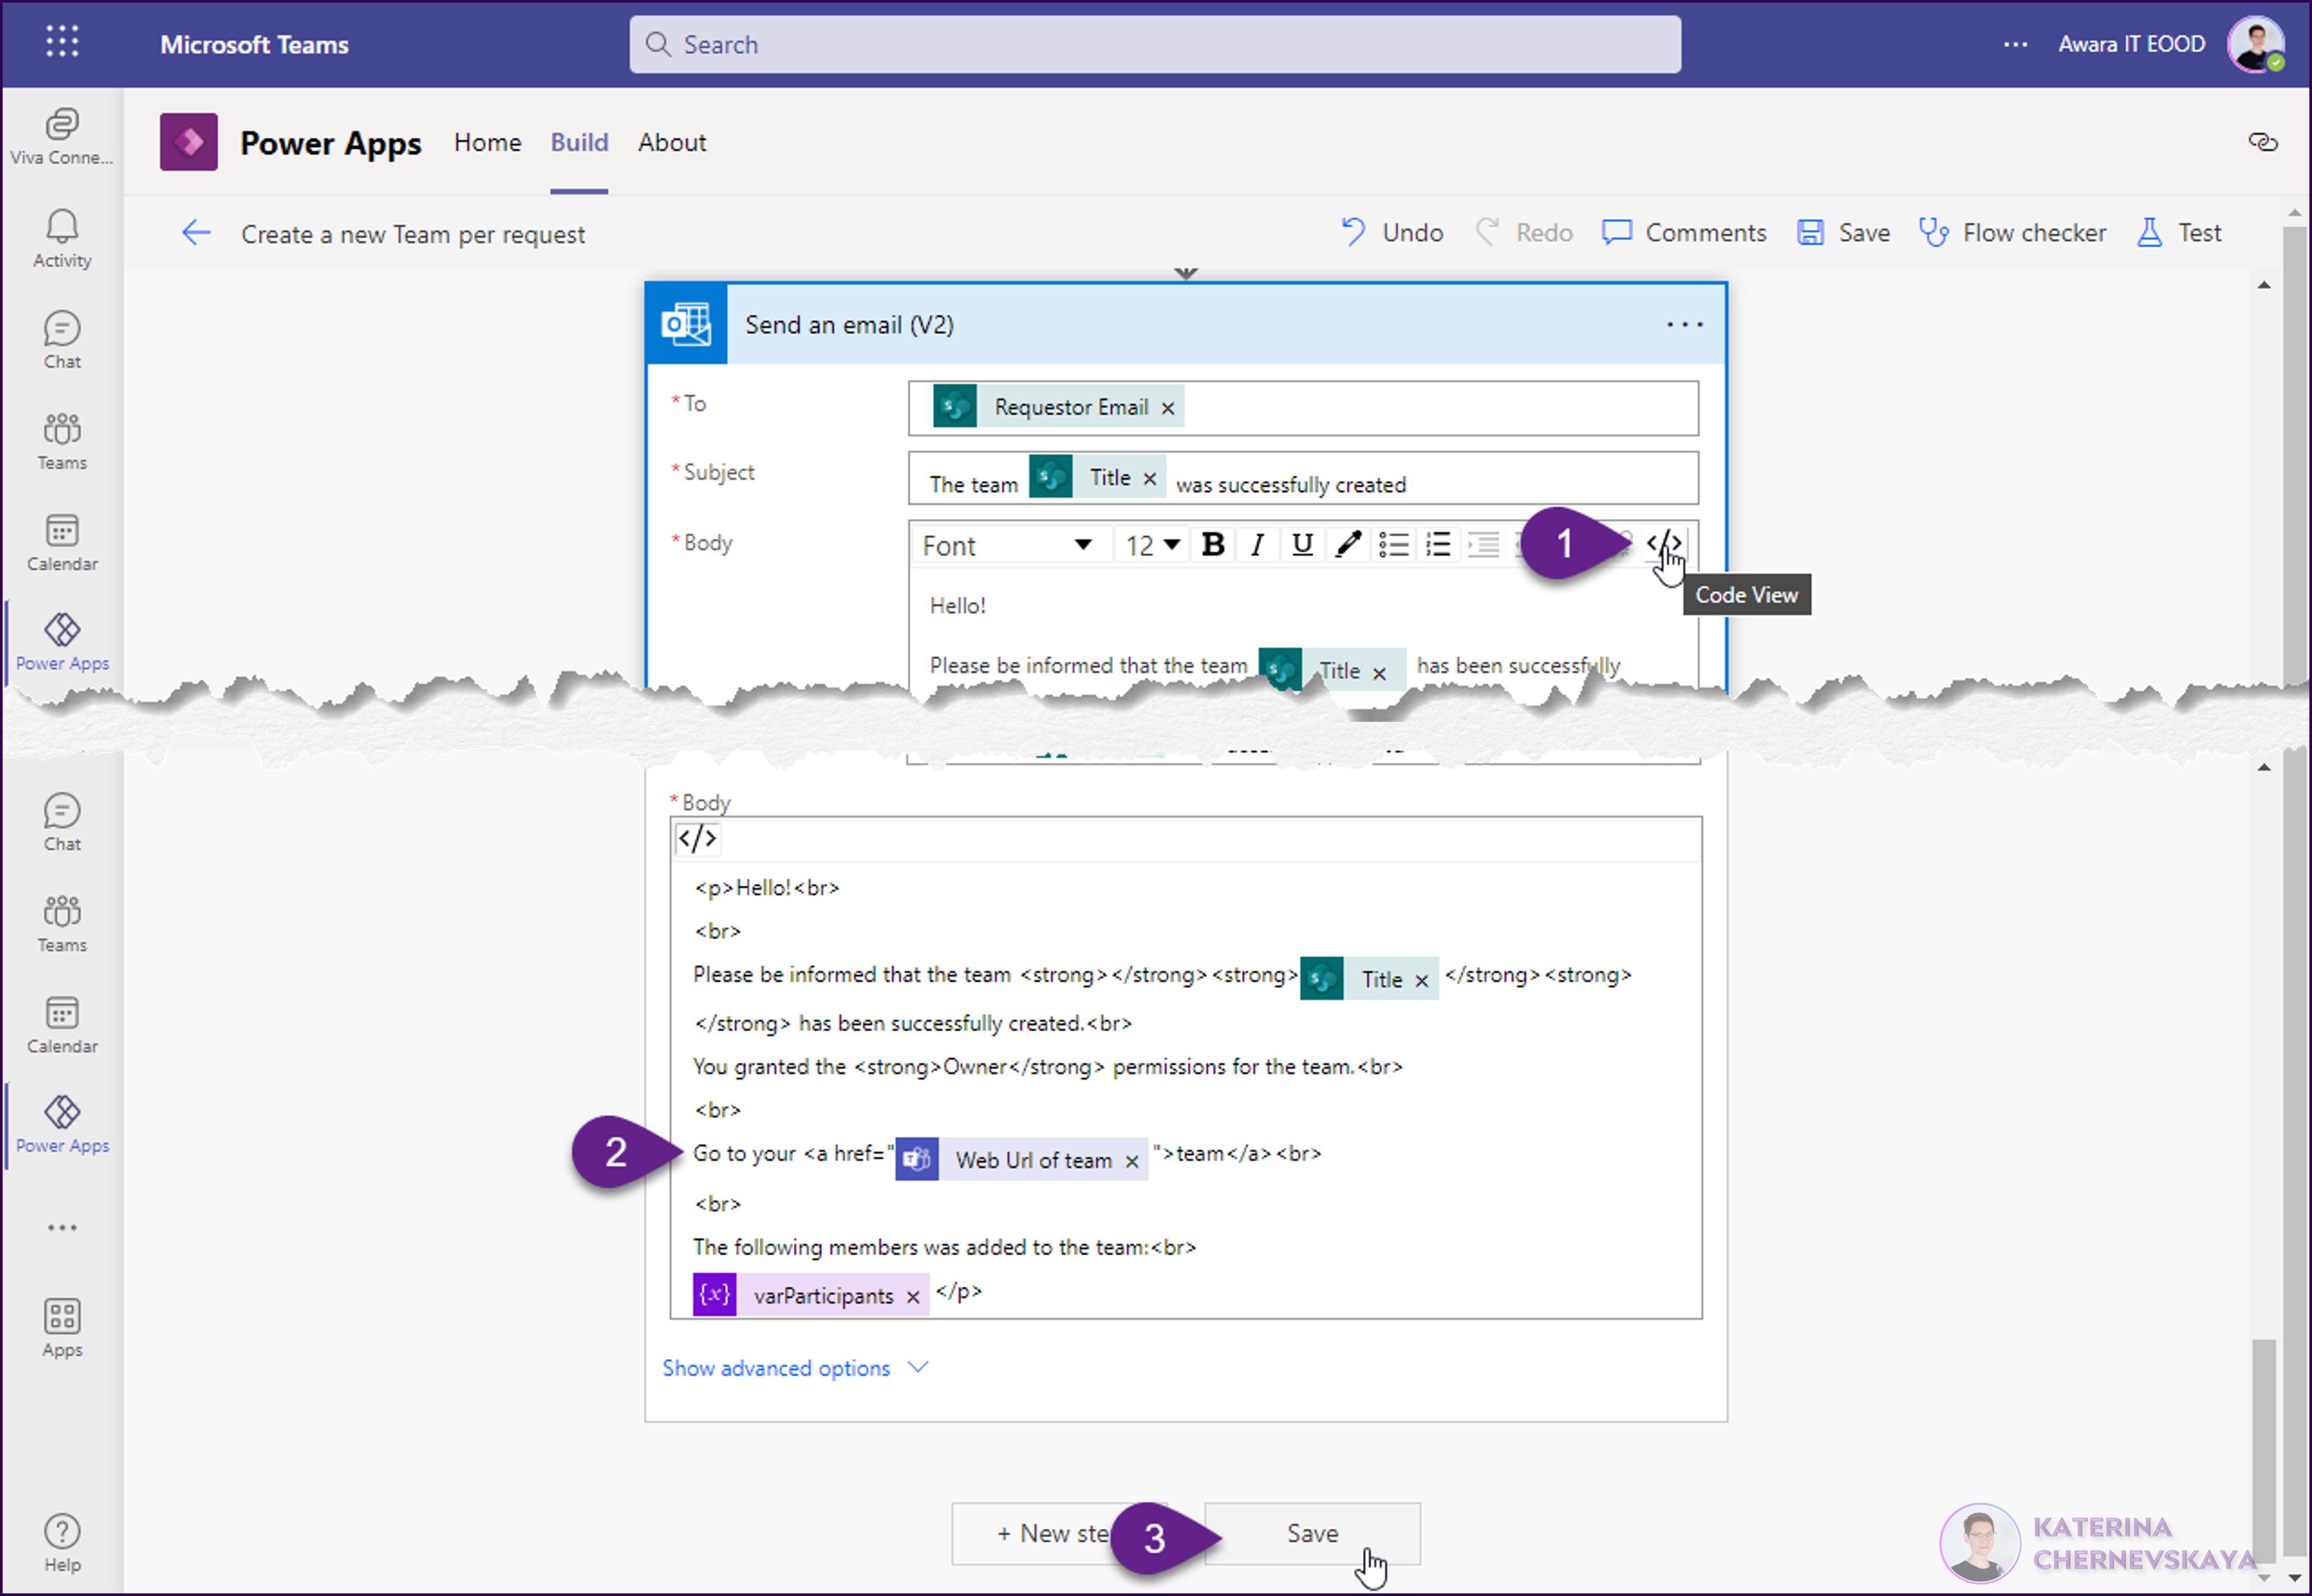 Microsoft Teams
Search
Awara IT EOOD
Viva Conne...
Power Apps
Home
Build
About
Activity
Create a new Team per request
Undo
Redo
Comments
Save
Flow checker
Test
Chat
Teams
Calendar
Power Apps
Send an email (V2)
* To
Requestor Email ×
* Subject
The team Title × was successfully created
* Body
Font
12
B
I
U
1
</>
Code View
Hello!
Please be informed that the team Title × has been successfully
Chat
Teams
Calendar
Power Apps
Apps
Help
* Body
</>
<p>Hello!<br>
<br>
Please be informed that the team <strong></strong><strong> Title × </strong><strong>
</strong> has been successfully created.<br>
You granted the <strong>Owner</strong> permissions for the team.<br>
<br>
2
Go to your <a href=" Web Url of team × ">team</a><br>
<br>
The following members was added to the team:<br>
{x} varParticipants × </p>
Show advanced options
+ New ste
3
Save
KATERINA
CHERNEVSKAYA